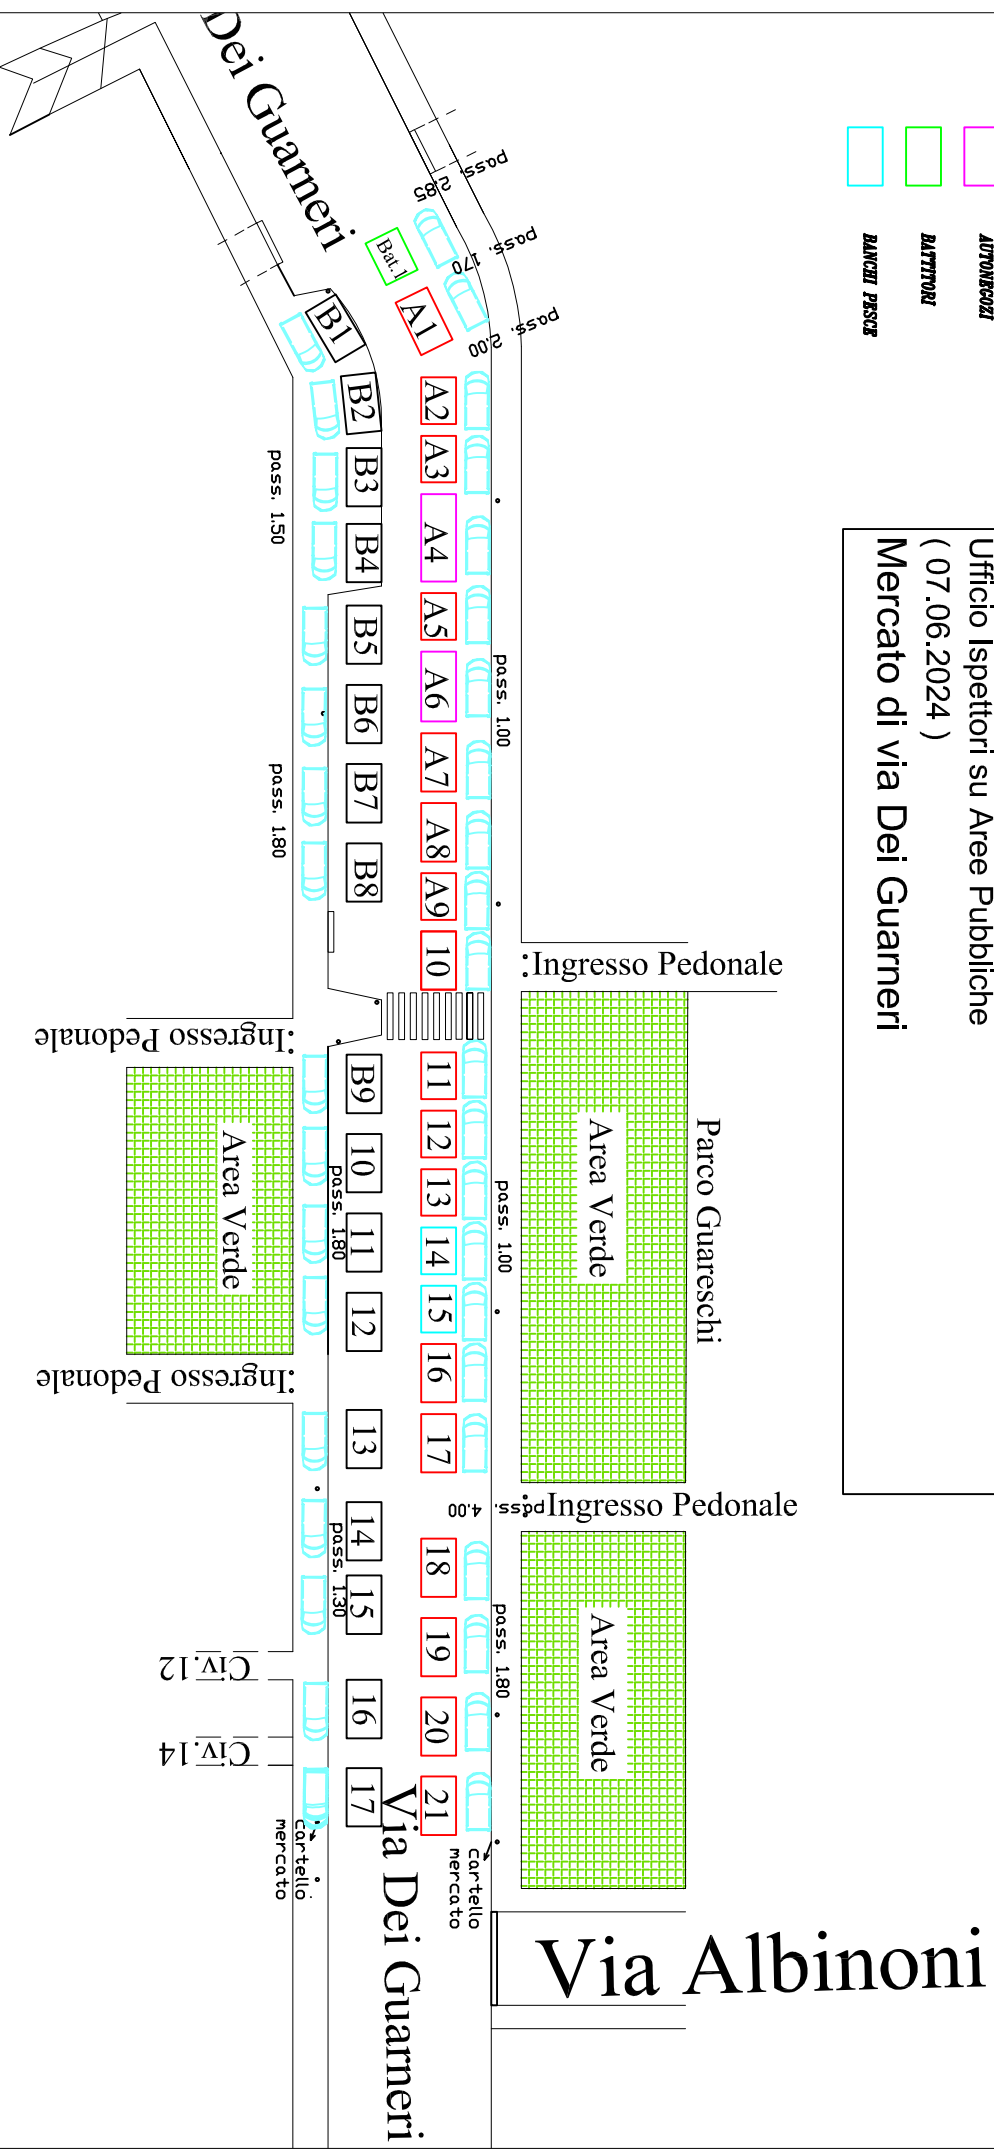 AUTONEGOZI
BATTITORI
BANCHI PESCE
Ufficio Ispettori su Aree Pubbliche
( 07.06.2024 )
Mercato di via Dei Guarneri
Dei Guarneri
pass. 2.85
pass. 170
pass. 2.00
Bat.1
A1
A2
A3
A4
A5
A6
A7
A8
A9
10
11
12
13
14
15
16
17
18
19
20
21
B1
B2
B3
B4
B5
B6
B7
B8
B9
10
11
12
13
14
15
16
17
pass. 1.50
pass. 1.80
pass. 1.00
pass. 1.80
pass. 1.00
pass. 4.00
pass. 1.30
pass. 1.80
Ingresso Pedonale
Ingresso Pedonale
Ingresso Pedonale
Ingresso Pedonale
Area Verde
Area Verde
Area Verde
Parco Guareschi
Civ.12
Civ.14
cartello
mercato
cartello
mercato
Via Dei Guarneri
Via Albinoni